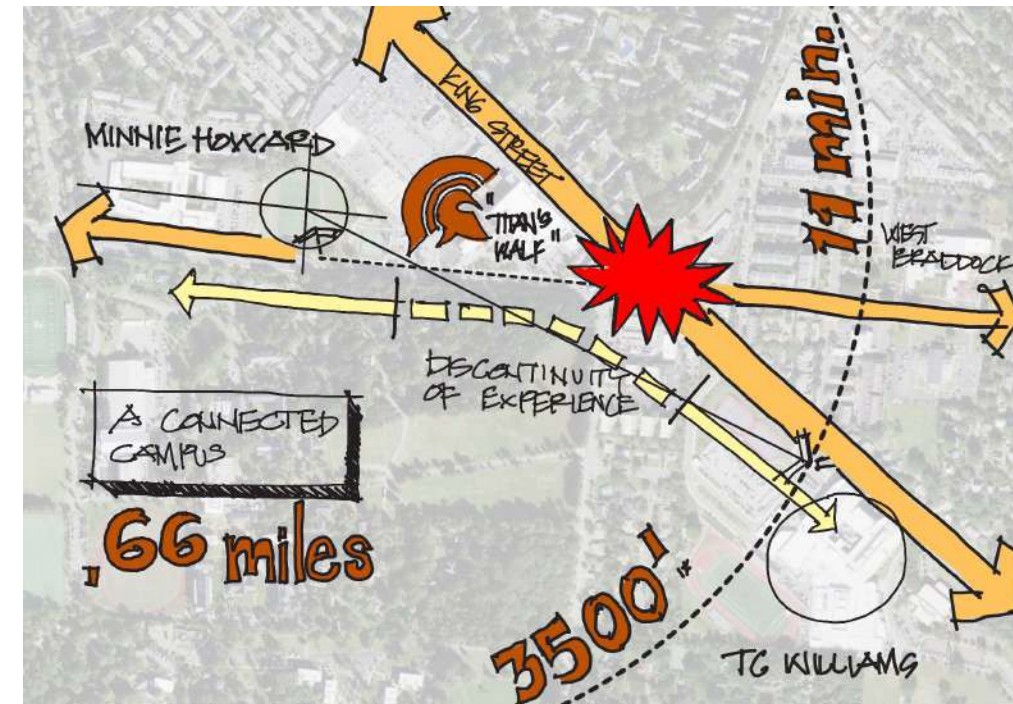 KING STREET
11 min.
MINNIE HOWARD
"TITAN'S
WALK"
WEST
BRADDOCK
DISCONTINUITY
OF EXPERIENCE
A CONNECTED
CAMPUS
.66 miles
3500'
TC WILLIAMS